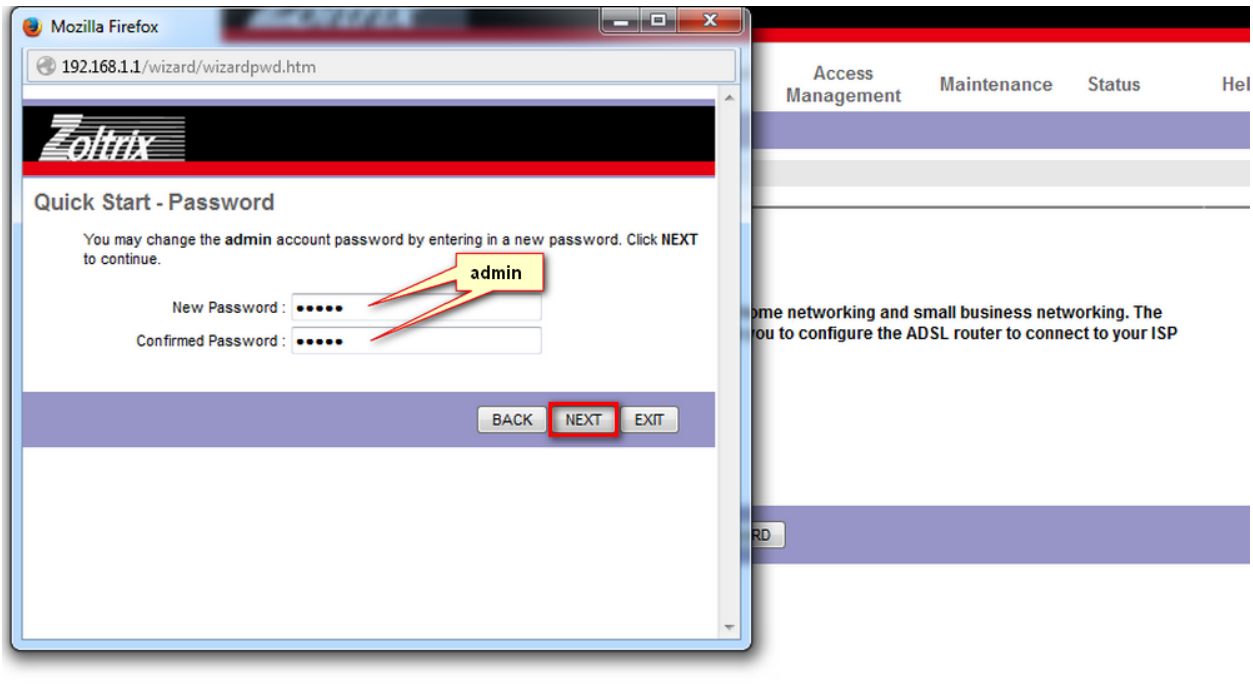 Mozilla Firefox
192.168.1.1/wizard/wizardpwd.htm
Access
Management
Maintenance
Status
Hel
Zoltrix
Quick Start - Password
You may change the admin account password by entering in a new password. Click NEXT
to continue.
admin
New Password : •••••
Confirmed Password : •••••
ome networking and small business networking. The
you to configure the ADSL router to connect to your ISP
BACK
NEXT
EXIT
RD